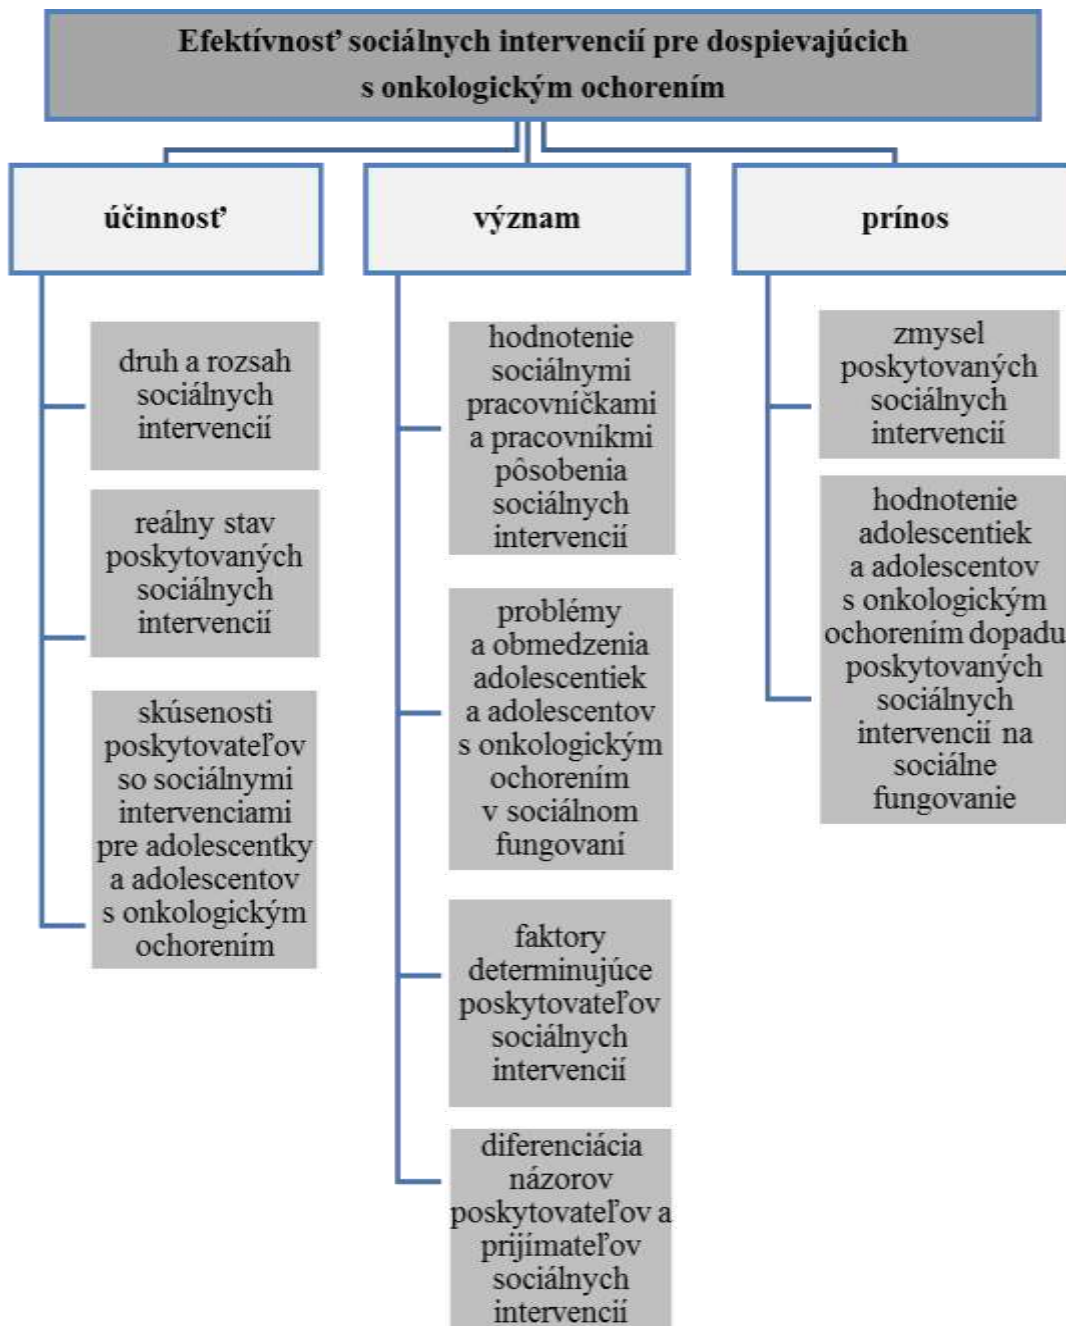 Efektívnosť sociálnych intervencií pre dospievajúcich
s onkologickým ochorením
účinnosť
druh a rozsah
sociálnych
intervencií
reálny stav
poskytovaných
sociálnych
intervencií
skúsenosti
poskytovateľov
so sociálnymi
intervenciami
pre adolescentky
a adolescentov
s onkologickým
ochorením
význam
hodnotenie
sociálnymi
pracovníčkami
a pracovníkmi
pôsobenia
sociálnych
intervencií
problémy
a obmedzenia
adolescentiek
a adolescentov
s onkologickým
ochorením
v sociálnom
fungovaní
faktory
determinujúce
poskytovateľov
sociálnych
intervencií
diferenciácia
názorov
poskytovateľov a
prijímateľov
sociálnych
intervencií
prínos
zmysel
poskytovaných
sociálnych
intervencií
hodnotenie
adolescentiek
a adolescentov
s onkologickým
ochorením dopadu
poskytovaných
sociálnych
intervencií na
sociálne
fungovanie